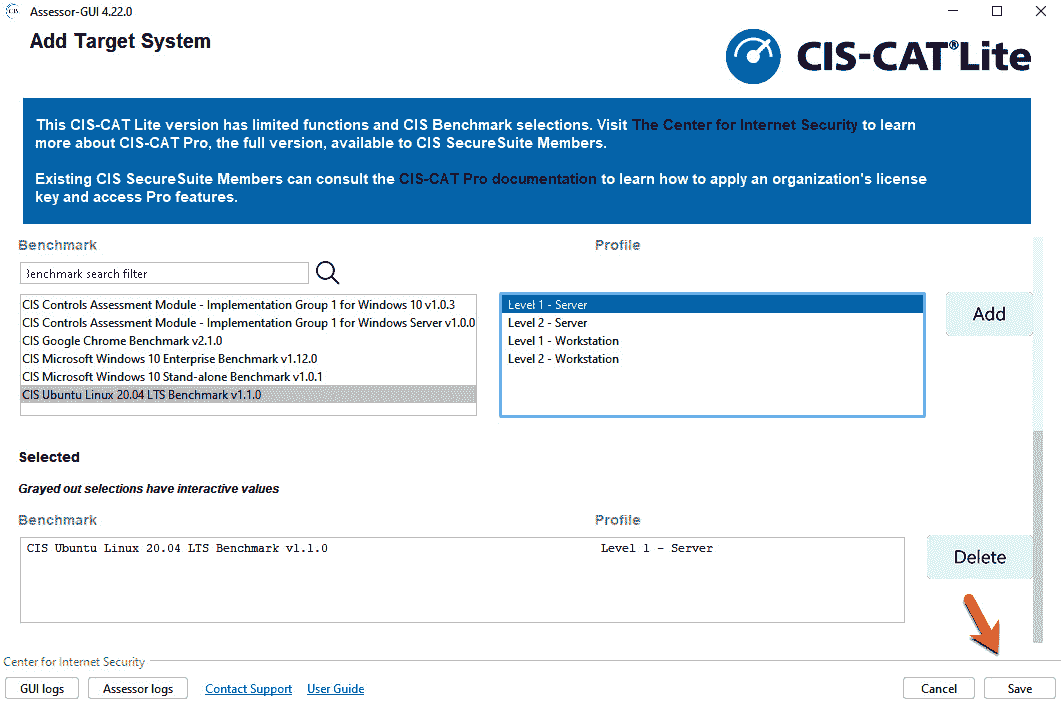 CIS
Assessor-GUI 4.22.0
Add Target System
CIS-CAT®Lite
This CIS-CAT Lite version has limited functions and CIS Benchmark selections. Visit The Center for Internet Security to learn
more about CIS-CAT Pro, the full version, available to CIS SecureSuite Members.
Existing CIS SecureSuite Members can consult the CIS-CAT Pro documentation to learn how to apply an organization's license
key and access Pro features.
Benchmark
Profile
Benchmark search filter
CIS Controls Assessment Module - Implementation Group 1 for Windows 10 v1.0.3
CIS Controls Assessment Module - Implementation Group 1 for Windows Server v1.0.0
CIS Google Chrome Benchmark v2.1.0
CIS Microsoft Windows 10 Enterprise Benchmark v1.12.0
CIS Microsoft Windows 10 Stand-alone Benchmark v1.0.1
CIS Ubuntu Linux 20.04 LTS Benchmark v1.1.0
Level 1 - Server
Level 2 - Server
Level 1 - Workstation
Level 2 - Workstation
Add
Selected
Grayed out selections have interactive values
Benchmark
Profile
CIS Ubuntu Linux 20.04 LTS Benchmark v1.1.0
Level 1 - Server
Delete
Center for Internet Security
GUI logs
Assessor logs
Contact Support
User Guide
Cancel
Save